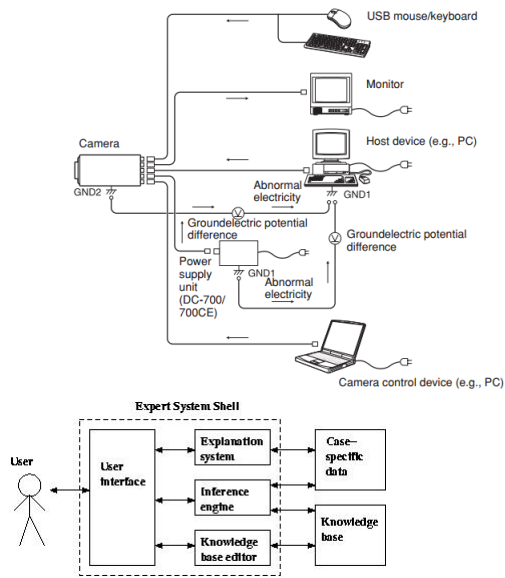 USB mouse/keyboard
Monitor
Camera
Host device (e.g., PC)
Abnormal
electricity
GND2
GND1
Groundelectric potential
difference
Groundelectric potential
difference
Power
supply
unit
(DC-700/
700CE)
GND1
Abnormal
electricity
Camera control device (e.g., PC)
Expert System Shell
User
User
interface
Explanation
system
Case–
specific
data
Inference
engine
Knowledge
base
Knowledge
base editor